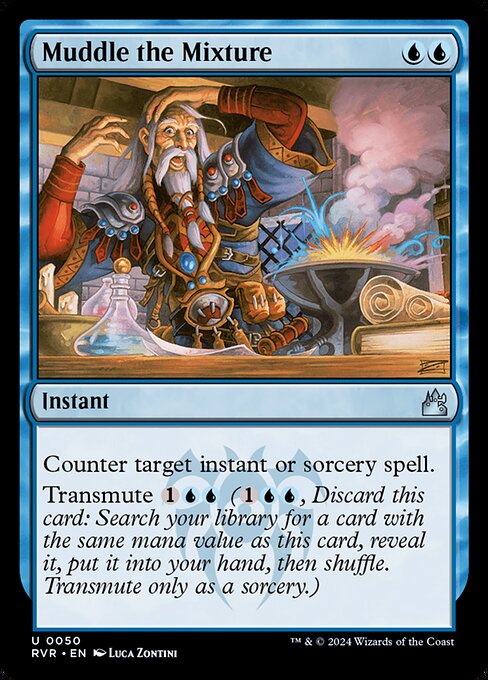 Muddle the Mixture
Instant
Counter target instant or sorcery spell.
Transmute 1 (1, Discard this
card: Search your library for a card with
the same mana value as this card, reveal
it, put it into your hand, then shuffle.
Transmute only as a sorcery.)
U 0050
RVR • EN Luca Zontini
™ & © 2024 Wizards of the Coast